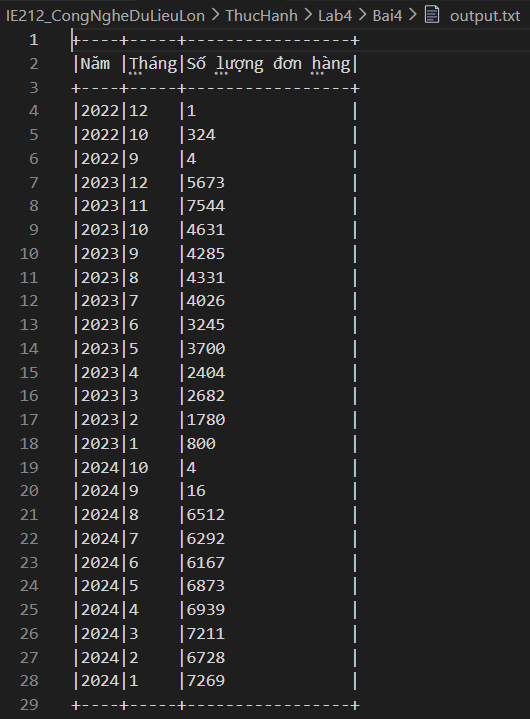 IE212_CongNgheDuLieuLon > ThucHanh > Lab4 > Bai4 > output.txt
1 +----+-----+-----------------+
2 |Năm |Tháng|Số lượng đơn hàng|
3 +----+-----+-----------------+
4 |2022|12   |1                |
5 |2022|10   |324              |
6 |2022|9    |4                |
7 |2023|12   |5673             |
8 |2023|11   |7544             |
9 |2023|10   |4631             |
10 |2023|9    |4285             |
11 |2023|8    |4331             |
12 |2023|7    |4026             |
13 |2023|6    |3245             |
14 |2023|5    |3700             |
15 |2023|4    |2404             |
16 |2023|3    |2682             |
17 |2023|2    |1780             |
18 |2023|1    |800              |
19 |2024|10   |4                |
20 |2024|9    |16               |
21 |2024|8    |6512             |
22 |2024|7    |6292             |
23 |2024|6    |6167             |
24 |2024|5    |6873             |
25 |2024|4    |6939             |
26 |2024|3    |7211             |
27 |2024|2    |6728             |
28 |2024|1    |7269             |
29 +----+-----+-----------------+